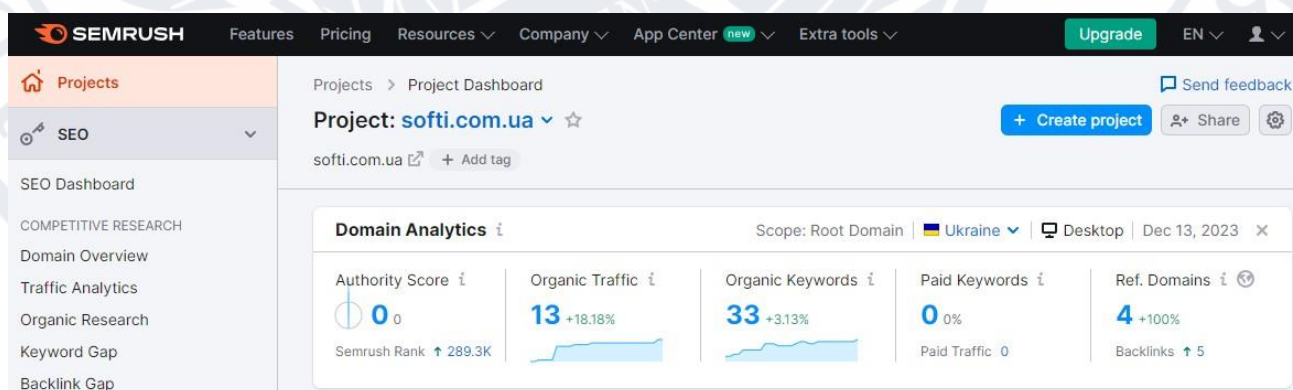 SEMRUSH Features Pricing Resources Company App Center new Extra tools Upgrade EN
Projects
SEO
SEO Dashboard
COMPETITIVE RESEARCH
Domain Overview
Traffic Analytics
Organic Research
Keyword Gap
Backlink Gap
Projects > Project Dashboard
Send feedback
Project: softi.com.ua
+ Create project Share
softi.com.ua + Add tag
Domain Analytics i Scope: Root Domain Ukraine Desktop Dec 13, 2023 ×
Authority Score i Organic Traffic i Organic Keywords i Paid Keywords i Ref. Domains i
0 0 13 +18.18% 33 +3.13% 0 0% 4 +100%
Semrush Rank ↑ 289.3K Paid Traffic 0 Backlinks ↑ 5